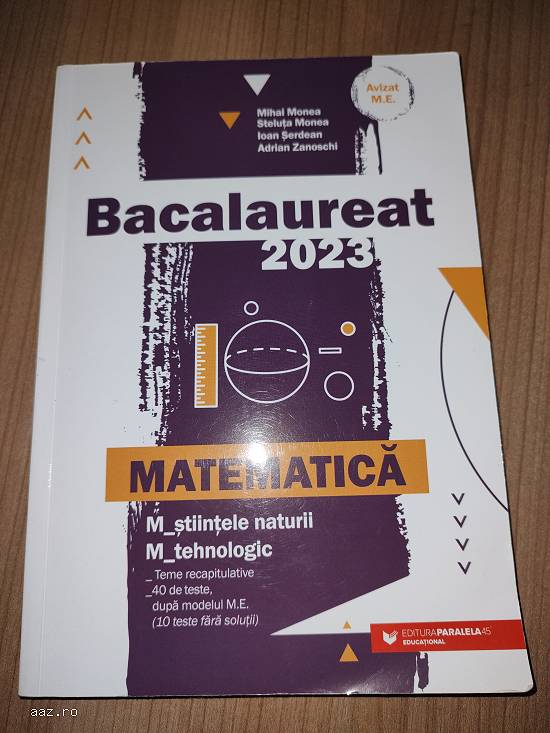 Mihai Monea
Steluța Monea
Ioan Șerdean
Adrian Zanoschi
Avizat
M.E.
Bacalaureat
2023
MATEMATICĂ
M_științele naturii
M_tehnologic
_ Teme recapitulative
_40 de teste,
după modelul M.E.
(10 teste fără soluții)
EDITURA PARALELA 45
EDUCAȚIONAL
aaz.ro